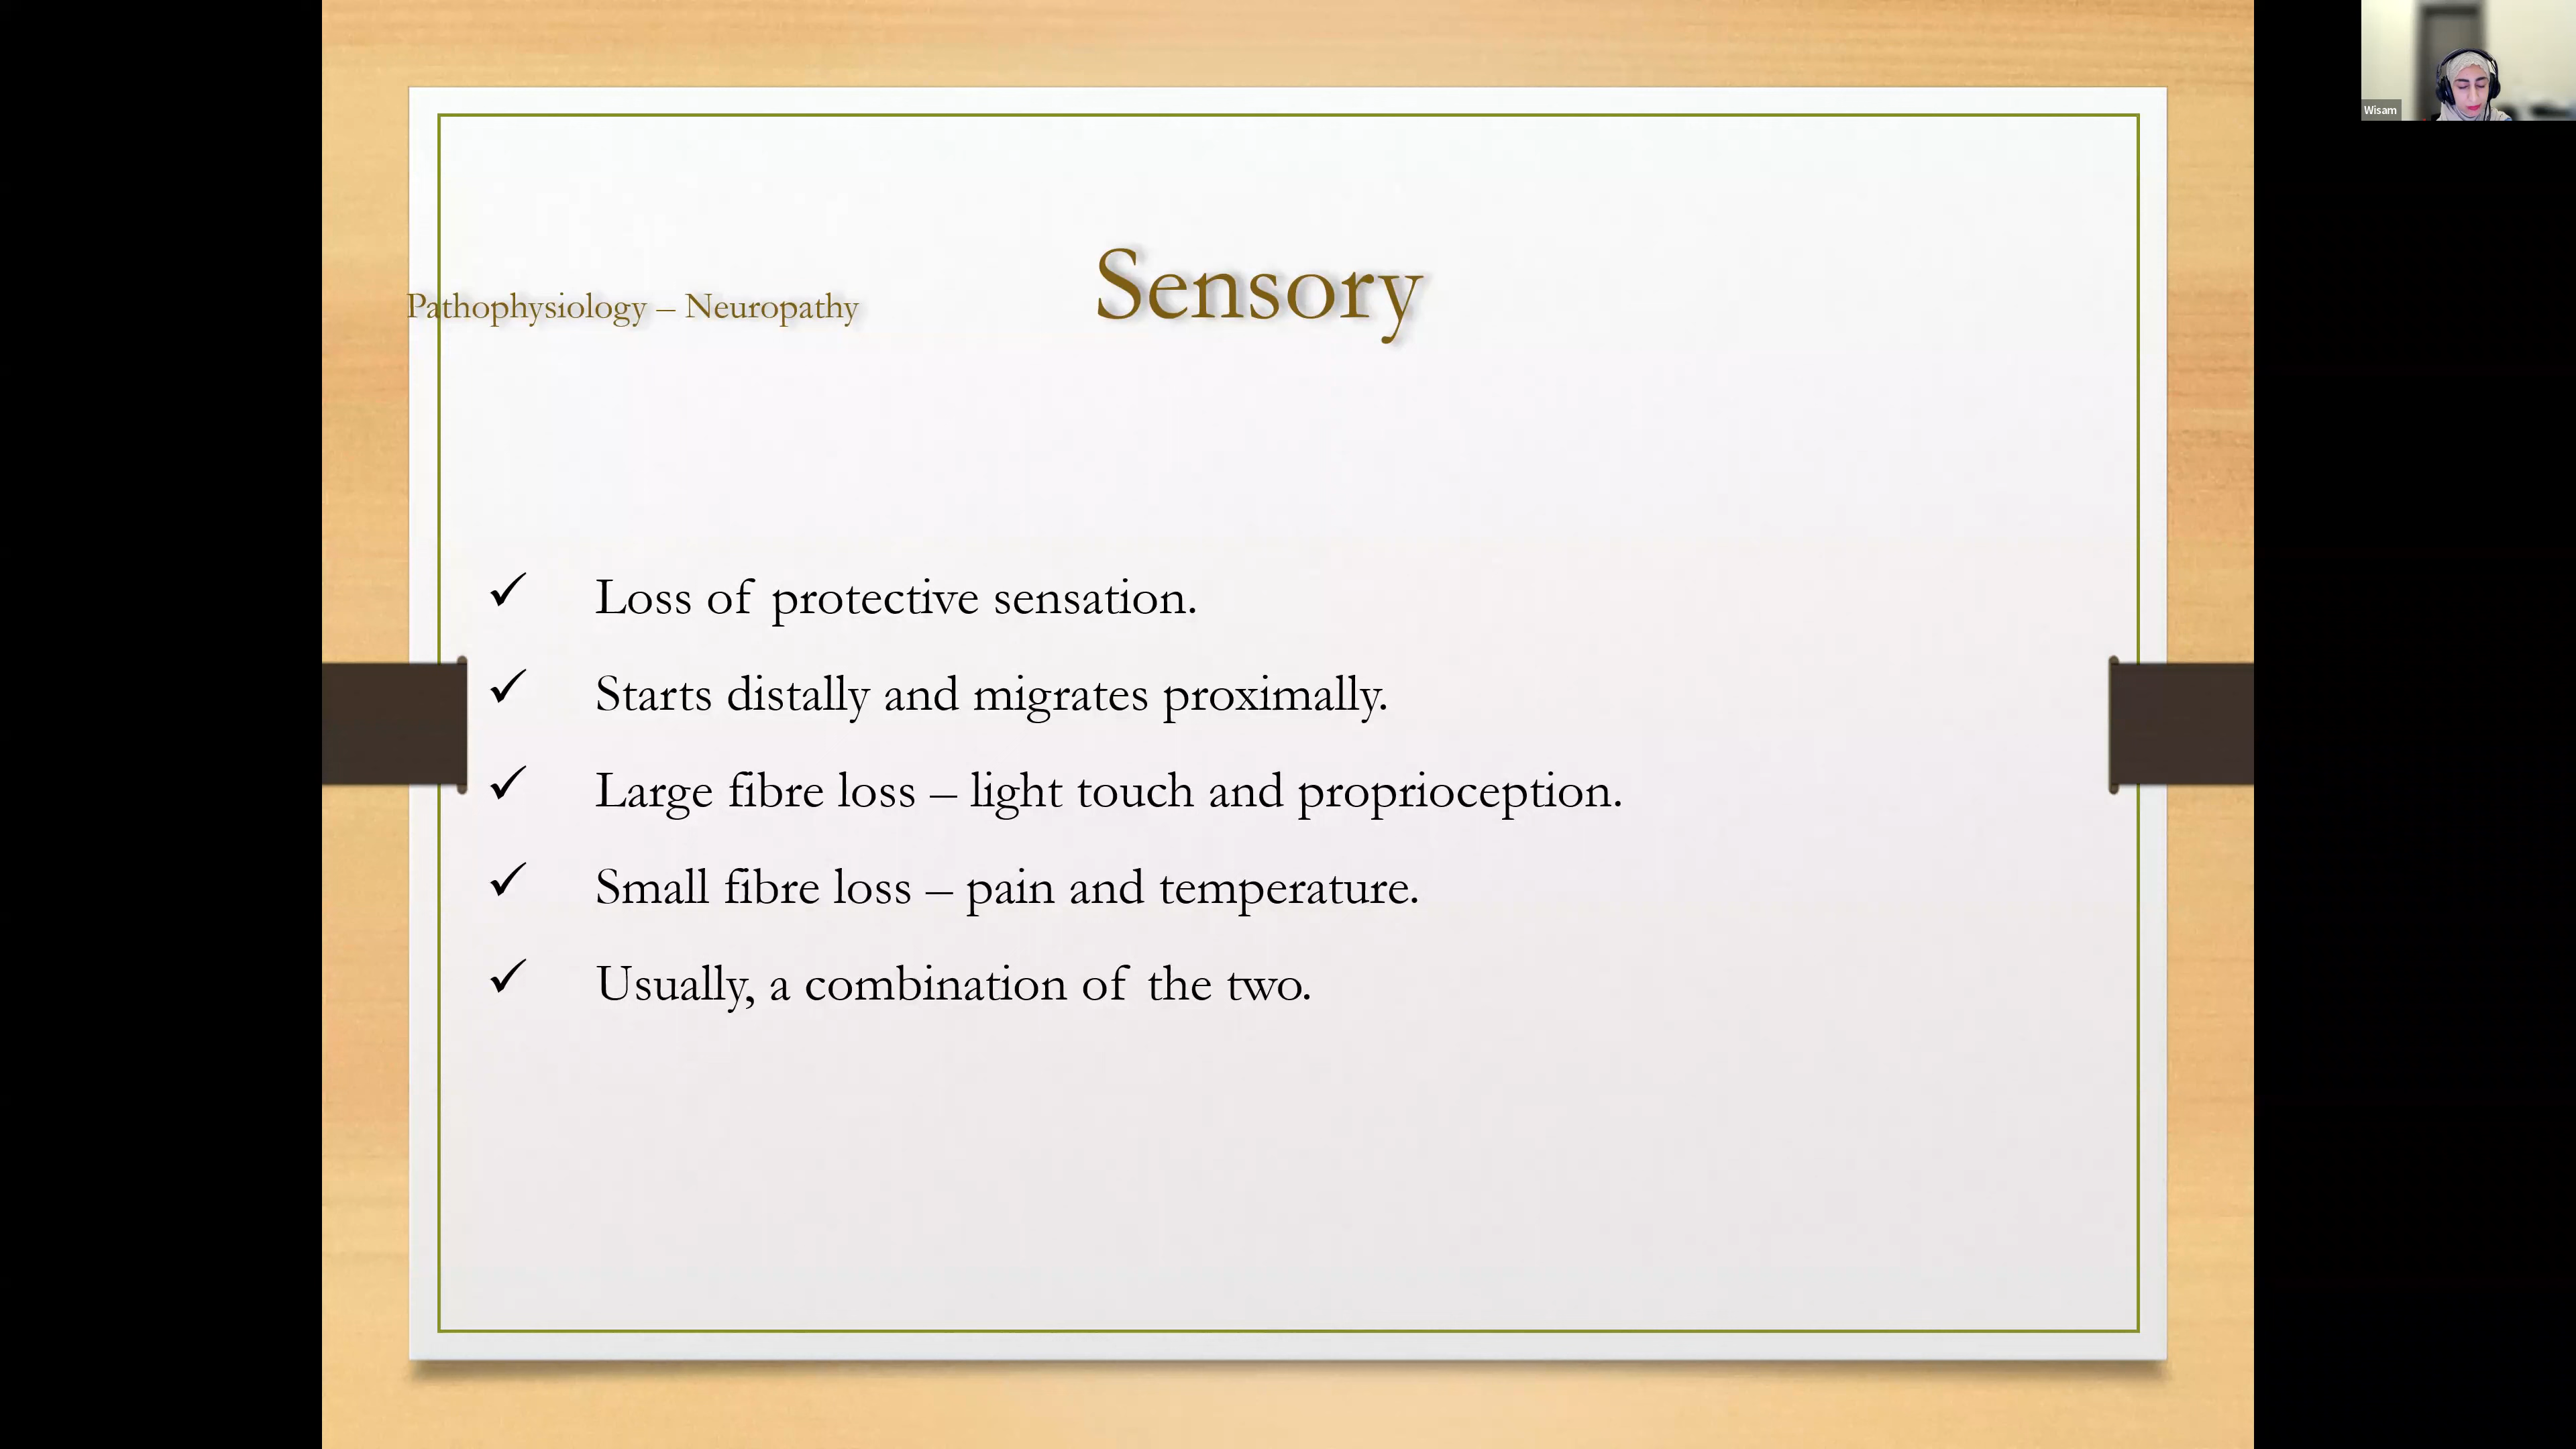 Wisam
Pathophysiology – Neuropathy
Sensory
✓ Loss of protective sensation.
✓ Starts distally and migrates proximally.
✓ Large fibre loss – light touch and proprioception.
✓ Small fibre loss – pain and temperature.
✓ Usually, a combination of the two.